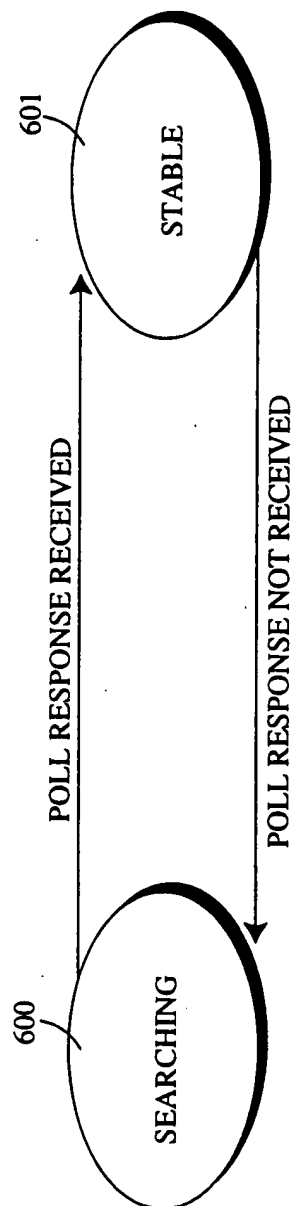 600
SEARCHING
POLL RESPONSE RECEIVED
POLL RESPONSE NOT RECEIVED
601
STABLE